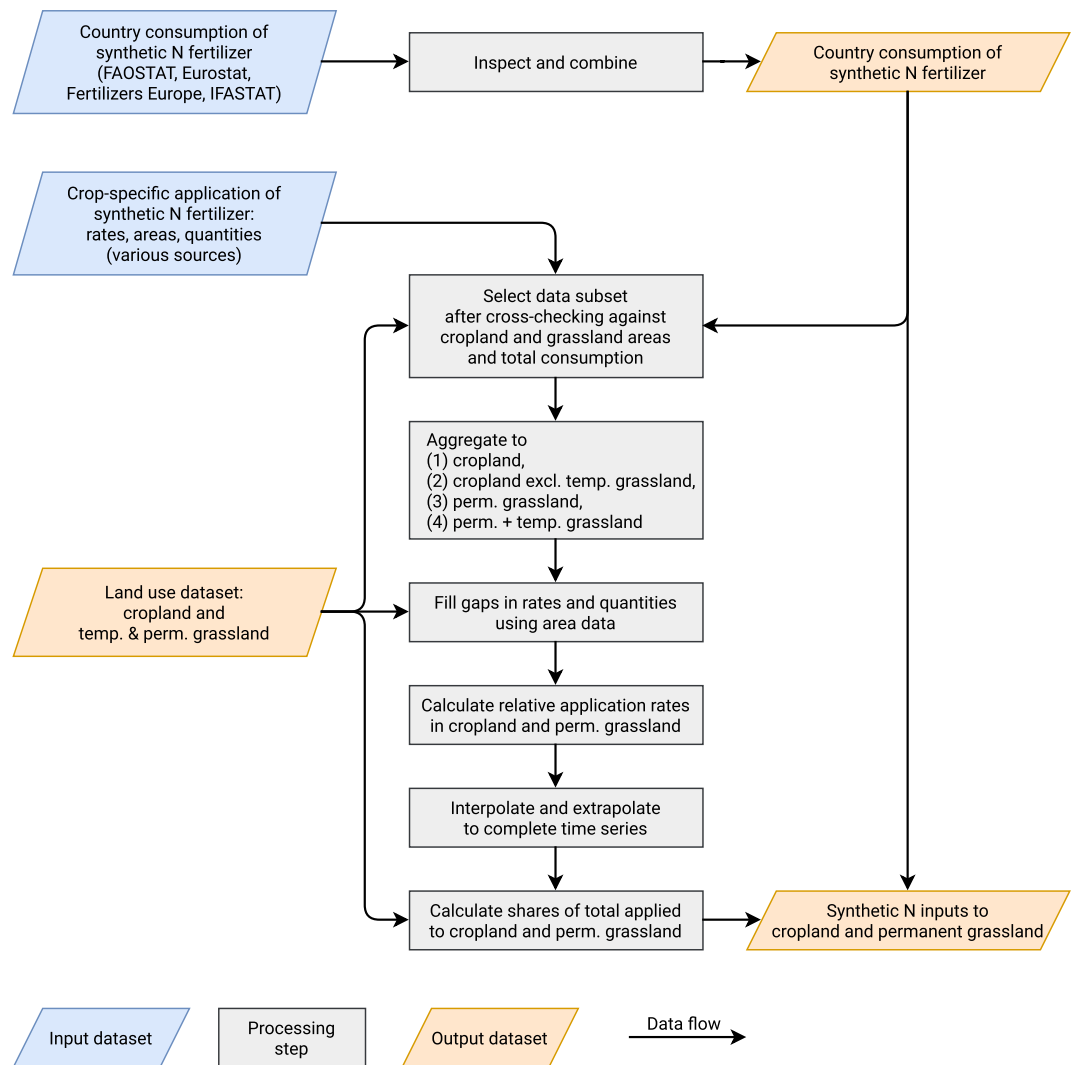 Country consumption of
synthetic N fertilizer
(FAOSTAT, Eurostat,
Fertilizers Europe, IFASTAT)
Inspect and combine
Country consumption of
synthetic N fertilizer
Crop-specific application of
synthetic N fertilizer:
rates, areas, quantities
(various sources)
Select data subset
after cross-checking against
cropland and grassland areas
and total consumption
Aggregate to
(1) cropland,
(2) cropland excl. temp. grassland,
(3) perm. grassland,
(4) perm. + temp. grassland
Land use dataset:
cropland and
temp. & perm. grassland
Fill gaps in rates and quantities
using area data
Calculate relative application rates
in cropland and perm. grassland
Interpolate and extrapolate
to complete time series
Calculate shares of total applied
to cropland and perm. grassland
Synthetic N inputs to
cropland and permanent grassland
Input dataset
Processing
step
Output dataset
Data flow